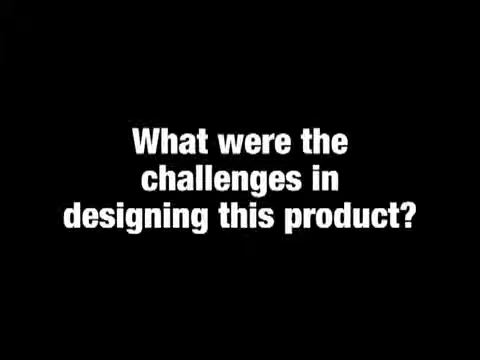 What were the
challenges in
designing this product?